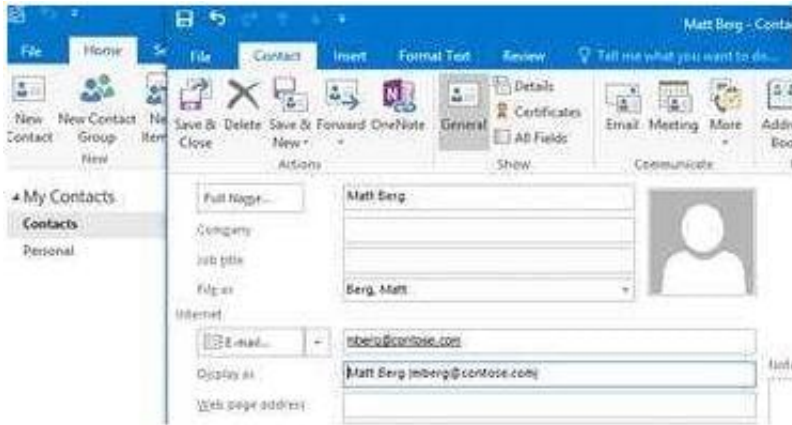 Matt Berg - Conta
File Home Se
File Contact Insert Format Text Review Tell me what you want to do...
New Contact
New Contact Group
New
Save & Close
Delete
Save & New
Forward
OneNote
Actions
General
Details
Certificates
All Fields
Show
Email
Meeting
More
Communicate
My Contacts
Contacts
Personal
Full Name... Matt Berg
Company
Job title
File as Berg, Matt
Internet
E-mail... mberg@contose.com
Display as Matt Berg (mberg@contose.com)
Web page address